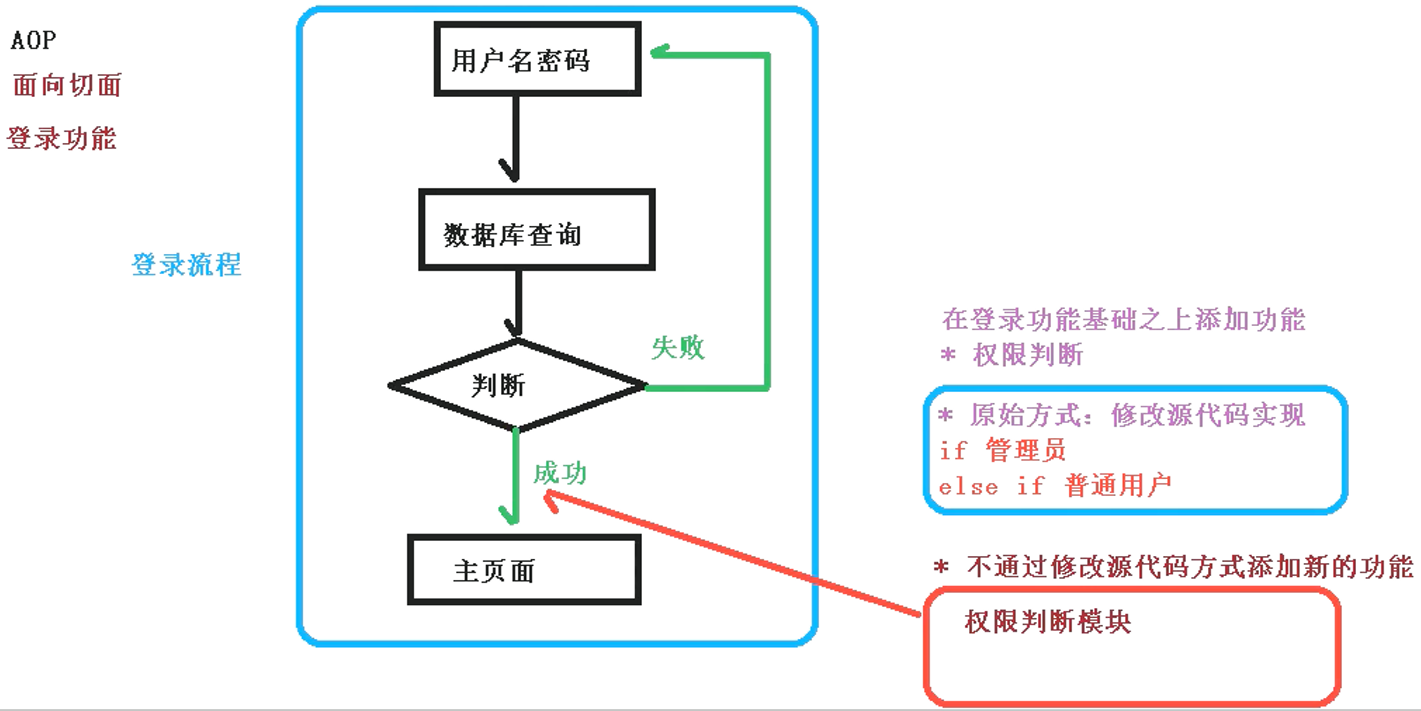 AOP
面向切面
登录功能
登录流程
用户名密码
数据库查询
判断
失败
成功
主页面
在登录功能基础之上添加功能
* 权限判断
* 原始方式：修改源代码实现
if 管理员
else if 普通用户
* 不通过修改源代码方式添加新的功能
权限判断模块